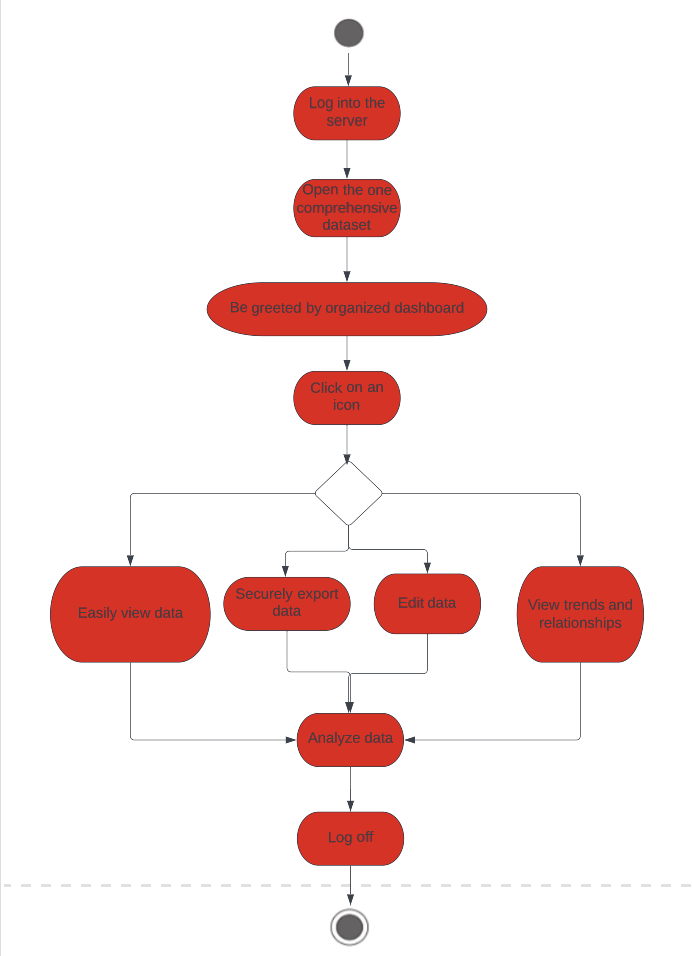 Log into the
server
Open the one
comprehensive
dataset
Be greeted by organized dashboard
Click on an
icon
Easily view data
Securely export
data
Edit data
View trends and
relationships
Analyze data
Log off